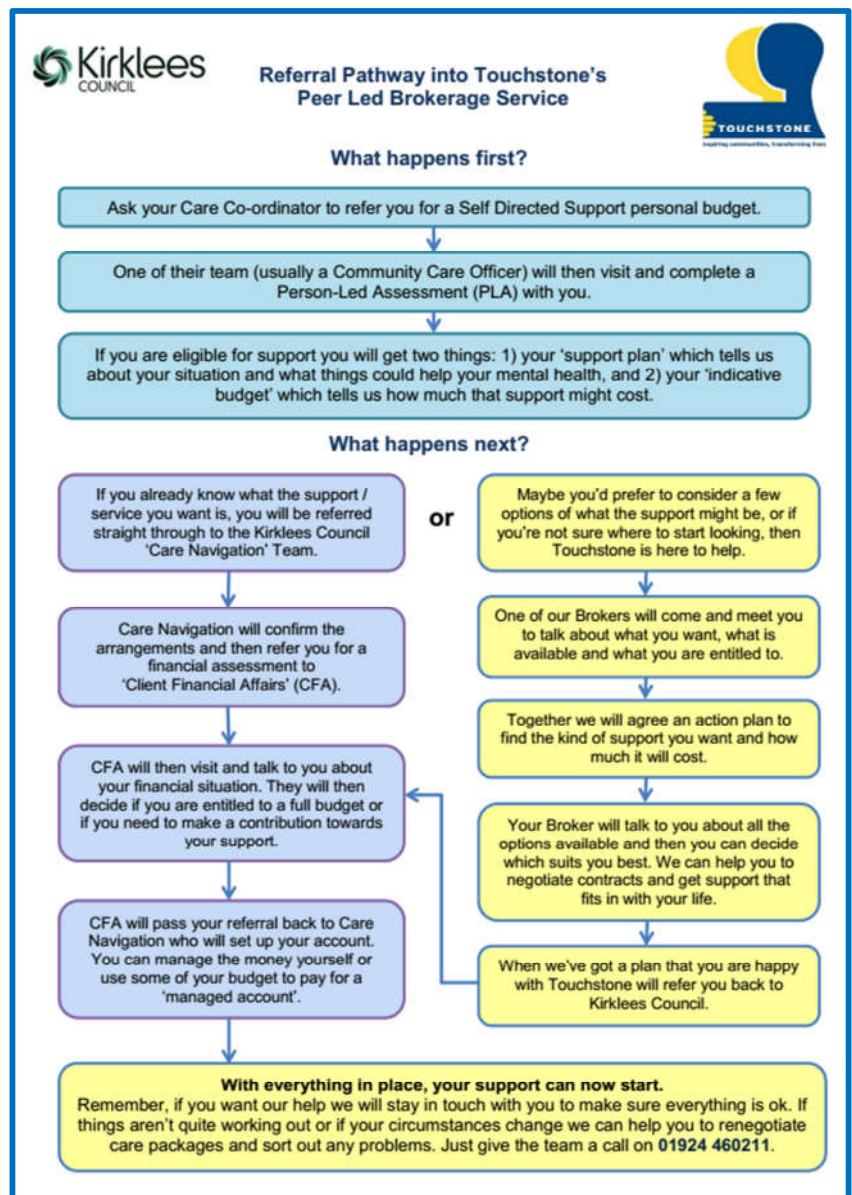 Kirklees
COUNCIL
Referral Pathway into Touchstone's
Peer Led Brokerage Service
TOUCHSTONE
Inspiring communities, transforming lives
What happens first?
Ask your Care Co-ordinator to refer you for a Self Directed Support personal budget.
One of their team (usually a Community Care Officer) will then visit and complete a
Person-Led Assessment (PLA) with you.
If you are eligible for support you will get two things: 1) your 'support plan' which tells us
about your situation and what things could help your mental health, and 2) your 'indicative
budget' which tells us how much that support might cost.
What happens next?
If you already know what the support /
service you want is, you will be referred
straight through to the Kirklees Council
'Care Navigation' Team.
Care Navigation will confirm the
arrangements and then refer you for a
financial assessment to
'Client Financial Affairs' (CFA).
CFA will then visit and talk to you about
your financial situation. They will then
decide if you are entitled to a full budget or
if you need to make a contribution towards
your support.
CFA will pass your referral back to Care
Navigation who will set up your account.
You can manage the money yourself or
use some of your budget to pay for a
'managed account'.
or
Maybe you'd prefer to consider a few
options of what the support might be, or if
you're not sure where to start looking, then
Touchstone is here to help.
One of our Brokers will come and meet you
to talk about what you want, what is
available and what you are entitled to.
Together we will agree an action plan to
find the kind of support you want and how
much it will cost.
Your Broker will talk to you about all the
options available and then you can decide
which suits you best. We can help you to
negotiate contracts and get support that
fits in with your life.
When we've got a plan that you are happy
with Touchstone will refer you back to
Kirklees Council.
With everything in place, your support can now start.
Remember, if you want our help we will stay in touch with you to make sure everything is ok. If
things aren't quite working out or if your circumstances change we can help you to renegotiate
care packages and sort out any problems. Just give the team a call on 01924 460211.